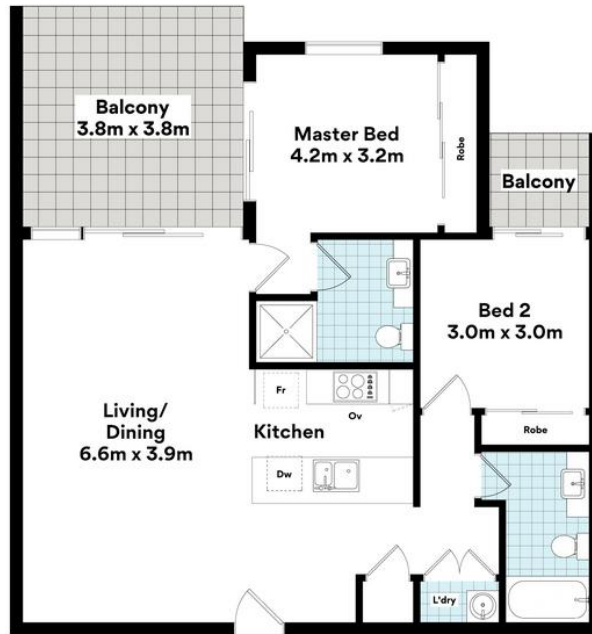 Balcony
3.8m x 3.8m
Master Bed
4.2m x 3.2m
Robe
Balcony
Bed 2
3.0m x 3.0m
Fr
Ov
Living/
Dining
6.6m x 3.9m
Kitchen
Robe
Dw
L'dry